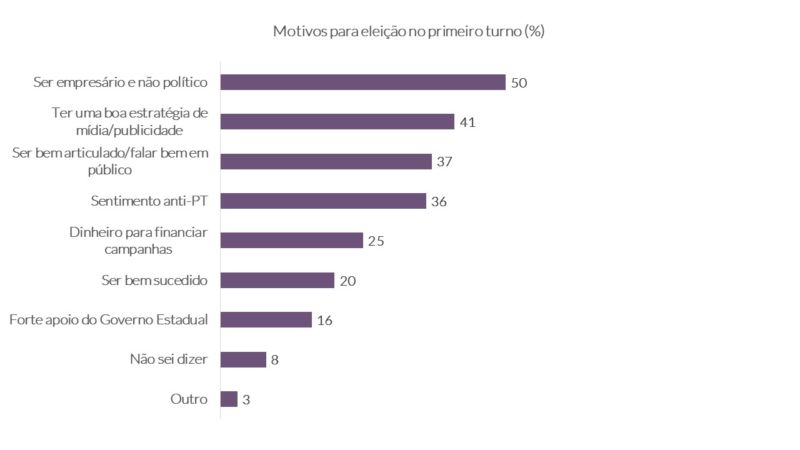 Motivos para eleição no primeiro turno (%)
Ser empresário e não político 50
Ter uma boa estratégia de
mídia/publicidade 41
Ser bem articulado/falar bem em
público 37
Sentimento anti-PT 36
Dinheiro para financiar
campanhas 25
Ser bem sucedido 20
Forte apoio do Governo Estadual 16
Não sei dizer 8
Outro 3